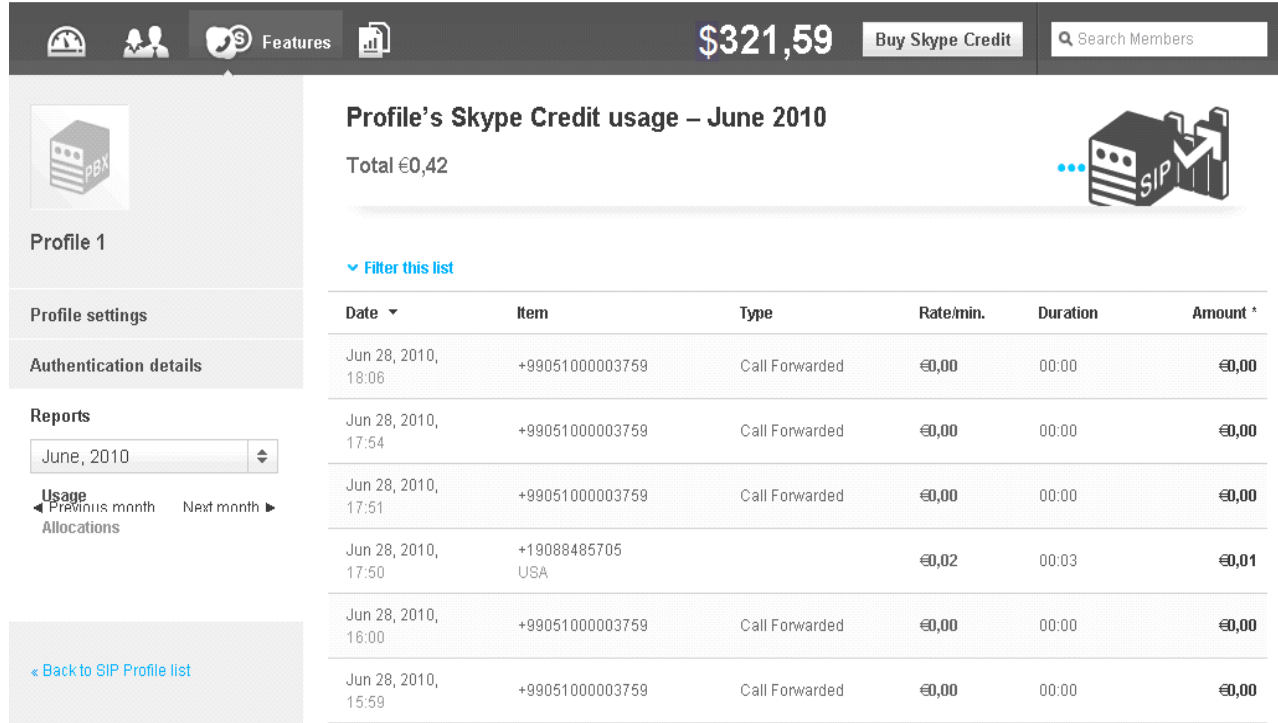 Features $321,59 Buy Skype Credit Search Members
PBX
Profile 1
Profile settings
Authentication details
Reports
June, 2010
Usage
Previous month Next month
Allocations
« Back to SIP Profile list
Profile's Skype Credit usage – June 2010
Total €0,42
SIP
Filter this list
Date Item Type Rate/min. Duration Amount *
Jun 28, 2010,
18:06 +99051000003759 Call Forwarded €0,00 00:00 €0,00
Jun 28, 2010,
17:54 +99051000003759 Call Forwarded €0,00 00:00 €0,00
Jun 28, 2010,
17:51 +99051000003759 Call Forwarded €0,00 00:00 €0,00
Jun 28, 2010, +19088485705
17:50 USA €0,02 00:03 €0,01
Jun 28, 2010,
16:00 +99051000003759 Call Forwarded €0,00 00:00 €0,00
Jun 28, 2010,
15:59 +99051000003759 Call Forwarded €0,00 00:00 €0,00